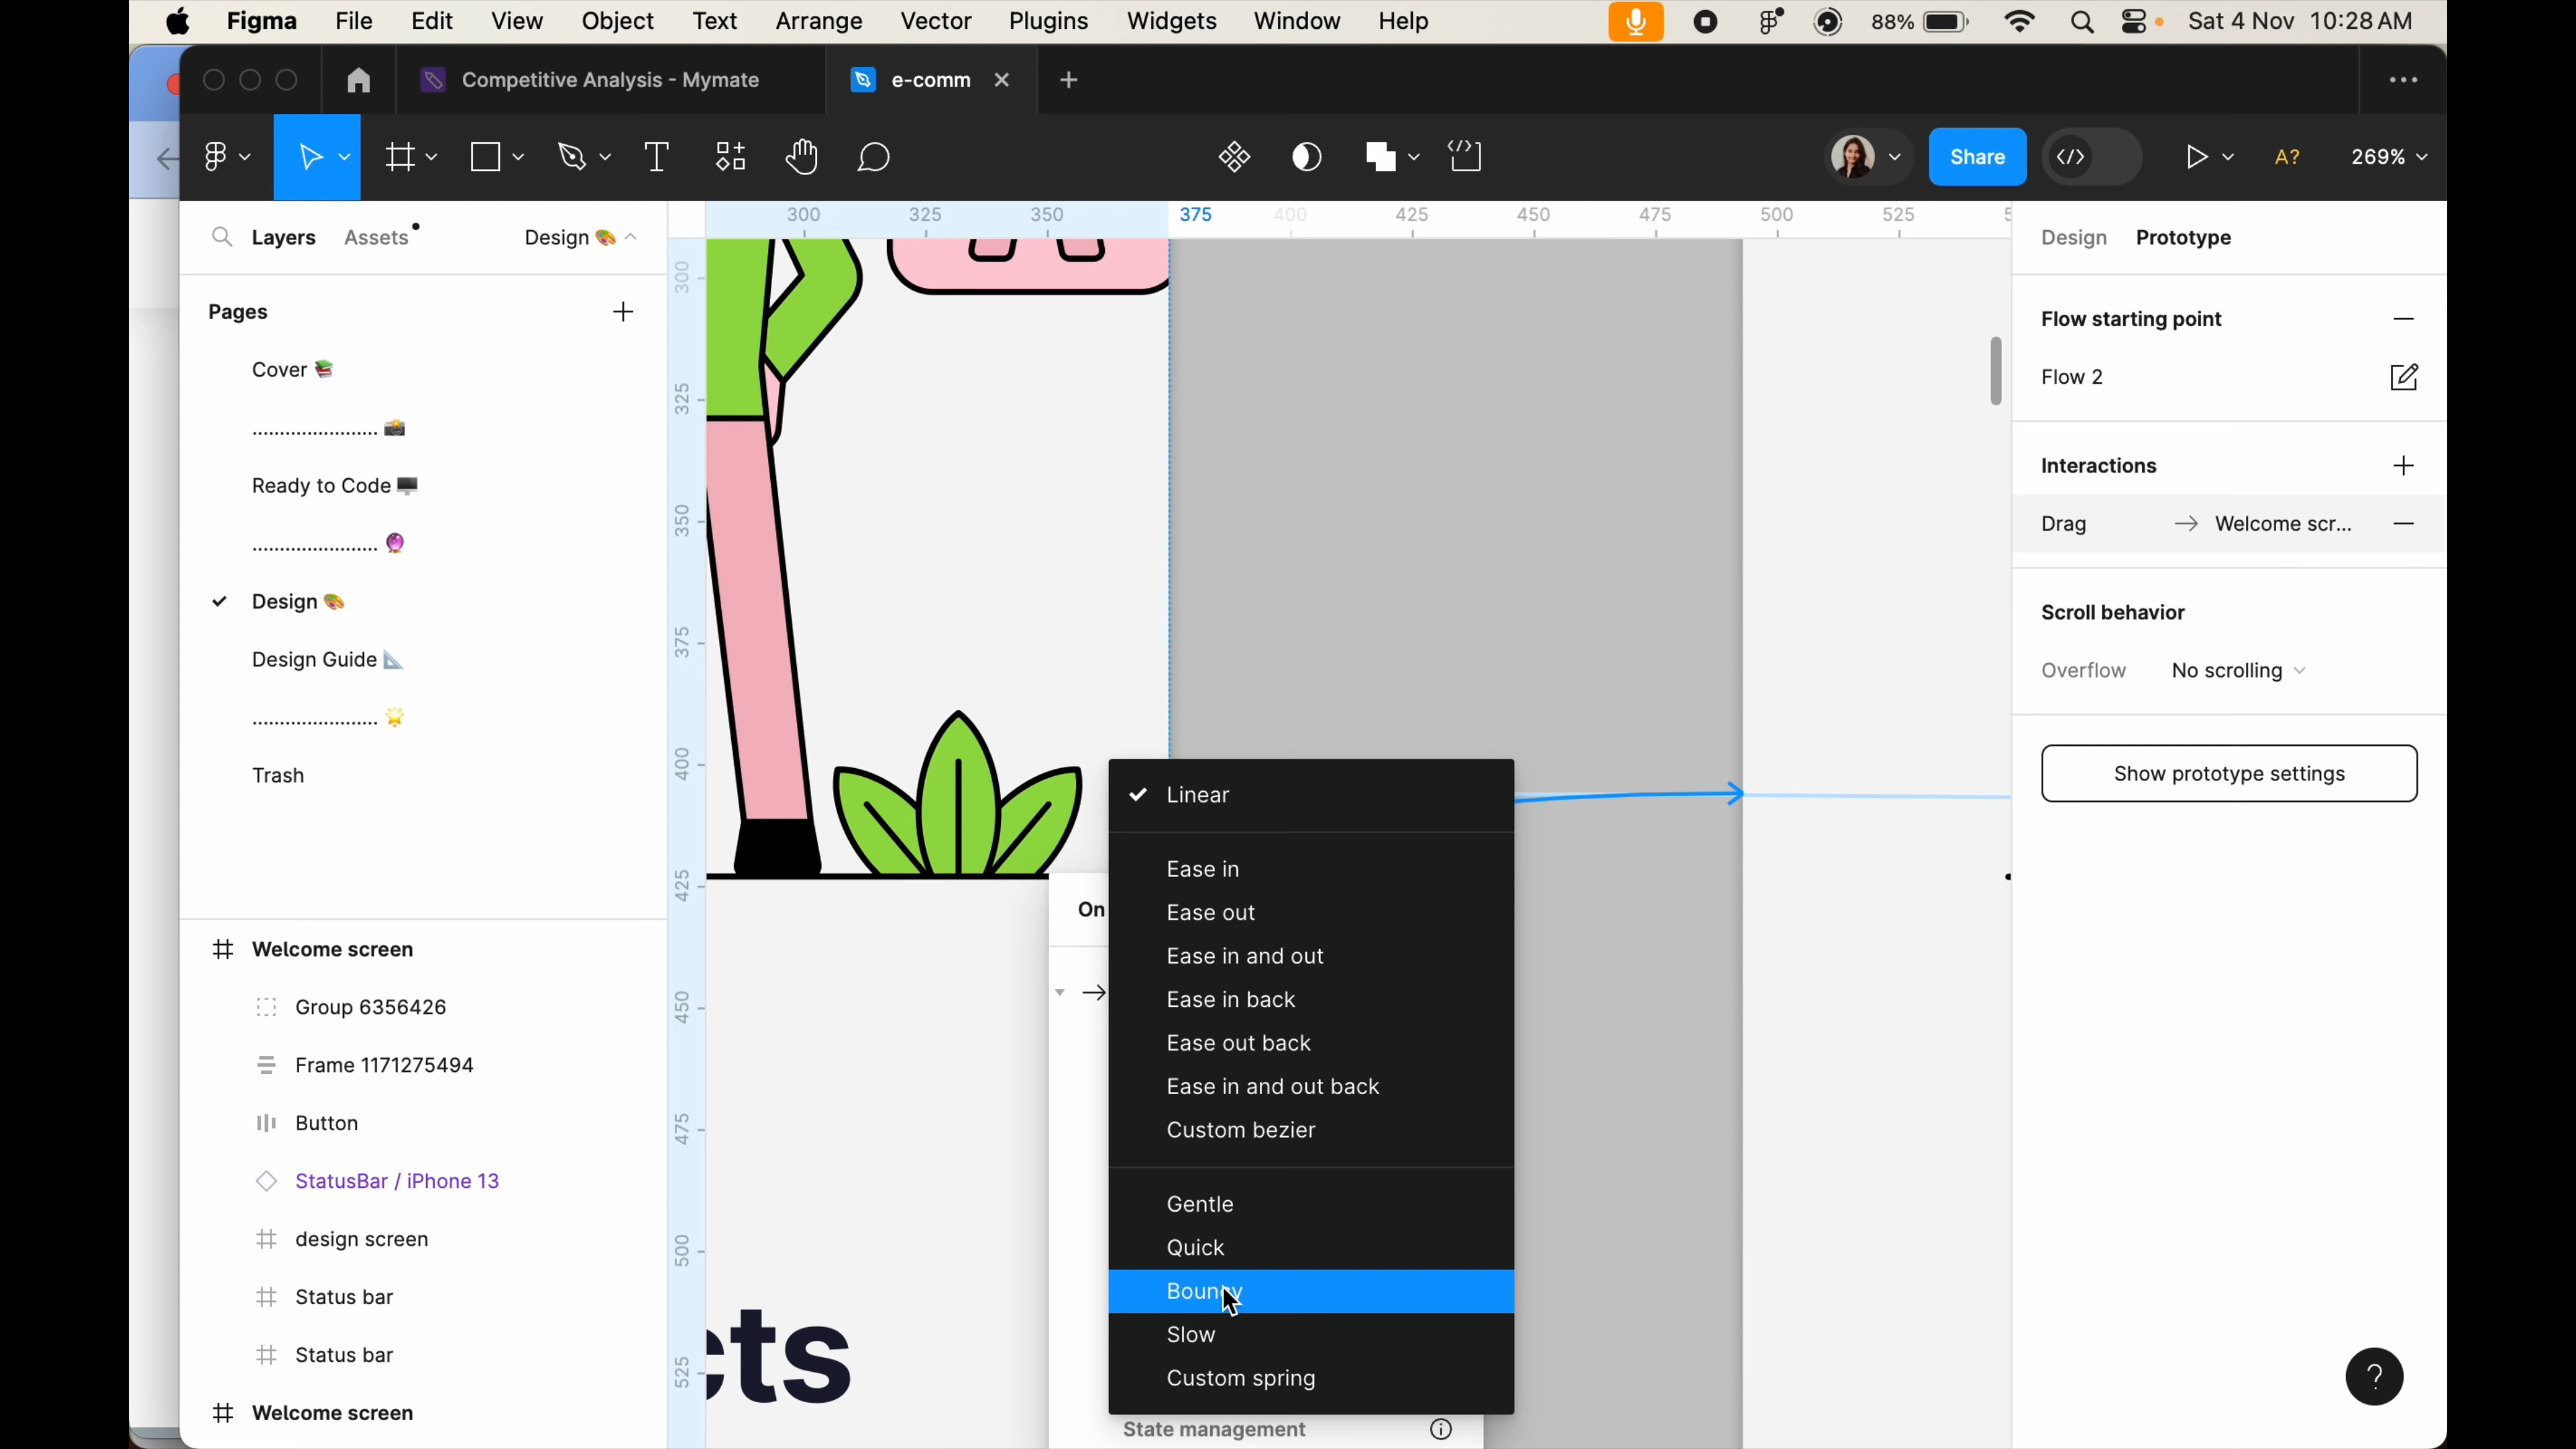 Figma File Edit View Object Text Arrange Vector Plugins Widgets Window Help 88% Sat 4 Nov 10:28 AM
Competitive Analysis - Mymate e-comm
Share A? 269%
Layers Assets Design
Pages
Cover
......................
Ready to Code
......................
Design
Design Guide
......................
Trash
Welcome screen
Group 6356426
Frame 1171275494
Button
StatusBar / iPhone 13
design screen
Status bar
Status bar
Welcome screen
300 325 350 375 400 425 450 475 500 525
300
325
350
375
400
425
450
475
500
525
cts
On
Linear
Ease in
Ease out
Ease in and out
Ease in back
Ease out back
Ease in and out back
Custom bezier
Gentle
Quick
Bouncy
Slow
Custom spring
State management
Design Prototype
Flow starting point
Flow 2
Interactions
Drag → Welcome scr...
Scroll behavior
Overflow No scrolling
Show prototype settings
?